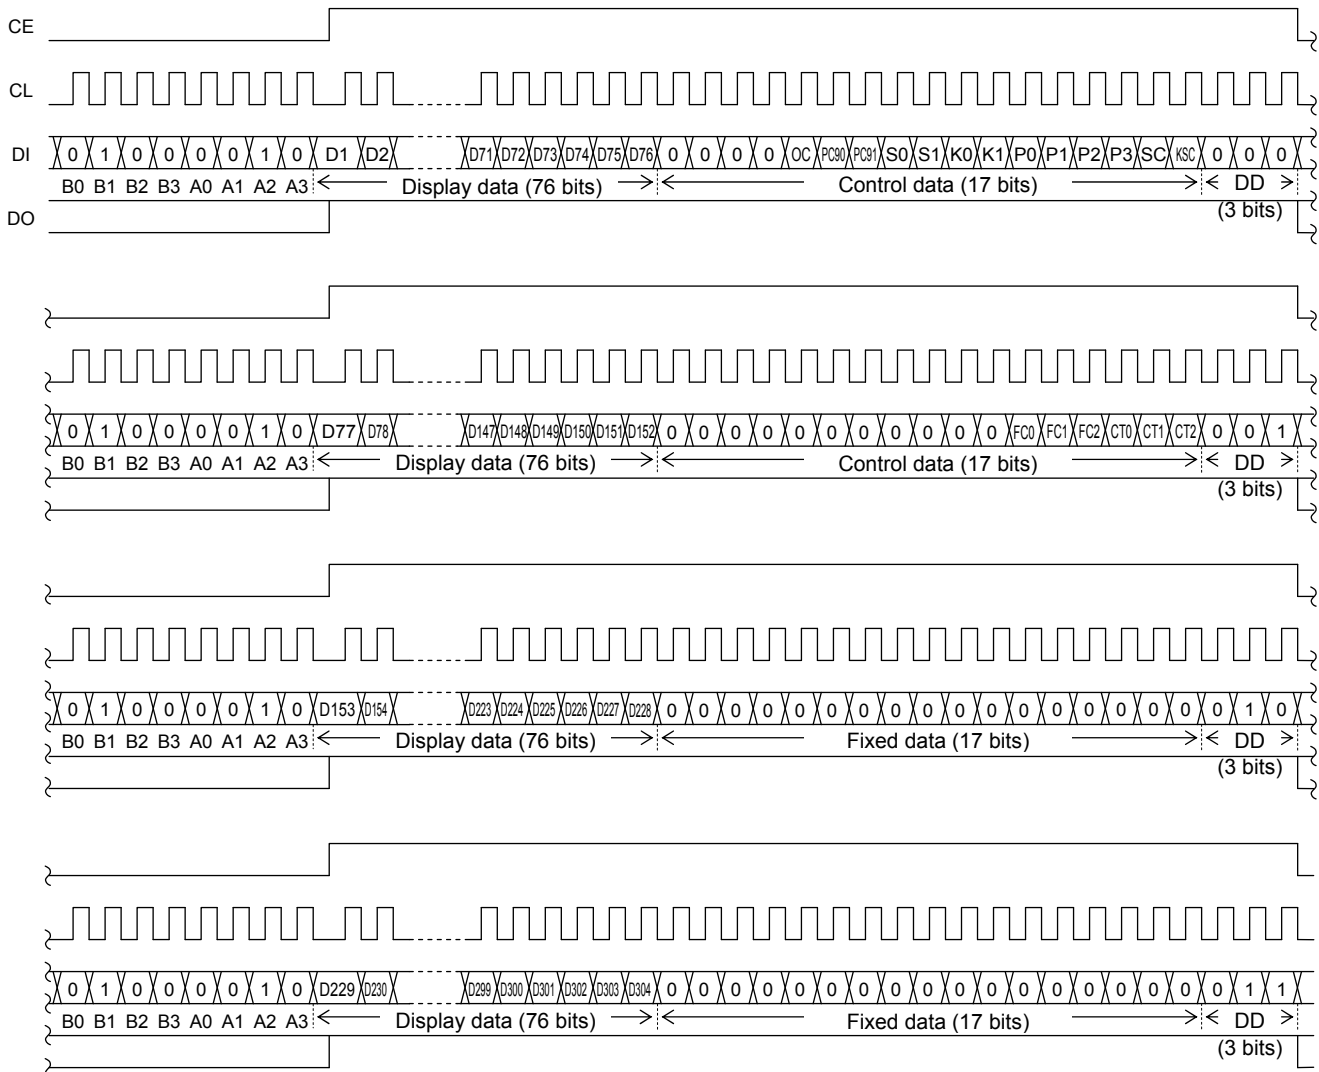 CE
CL
DI 0 1 0 0 0 0 1 0 D1 D2 D71 D72 D73 D74 D75 D76 0 0 0 0 OC PC90 PC91 S0 S1 K0 K1 P0 P1 P2 P3 SC KSC 0 0 0
B0 B1 B2 B3 A0 A1 A2 A3 Display data (76 bits) Control data (17 bits) DD
(3 bits)
DO
0 1 0 0 0 0 1 0 D77 D78 D147 D148 D149 D150 D151 D152 0 0 0 0 0 0 0 0 0 0 0 FC0 FC1 FC2 CT0 CT1 CT2 0 0 1
B0 B1 B2 B3 A0 A1 A2 A3 Display data (76 bits) Control data (17 bits) DD
(3 bits)
0 1 0 0 0 0 1 0 D153 D154 D223 D224 D225 D226 D227 D228 0 0 0 0 0 0 0 0 0 0 0 0 0 0 0 0 0 0 1 0
B0 B1 B2 B3 A0 A1 A2 A3 Display data (76 bits) Fixed data (17 bits) DD
(3 bits)
0 1 0 0 0 0 1 0 D229 D230 D299 D300 D301 D302 D303 D304 0 0 0 0 0 0 0 0 0 0 0 0 0 0 0 0 0 0 1 1
B0 B1 B2 B3 A0 A1 A2 A3 Display data (76 bits) Fixed data (17 bits) DD
(3 bits)